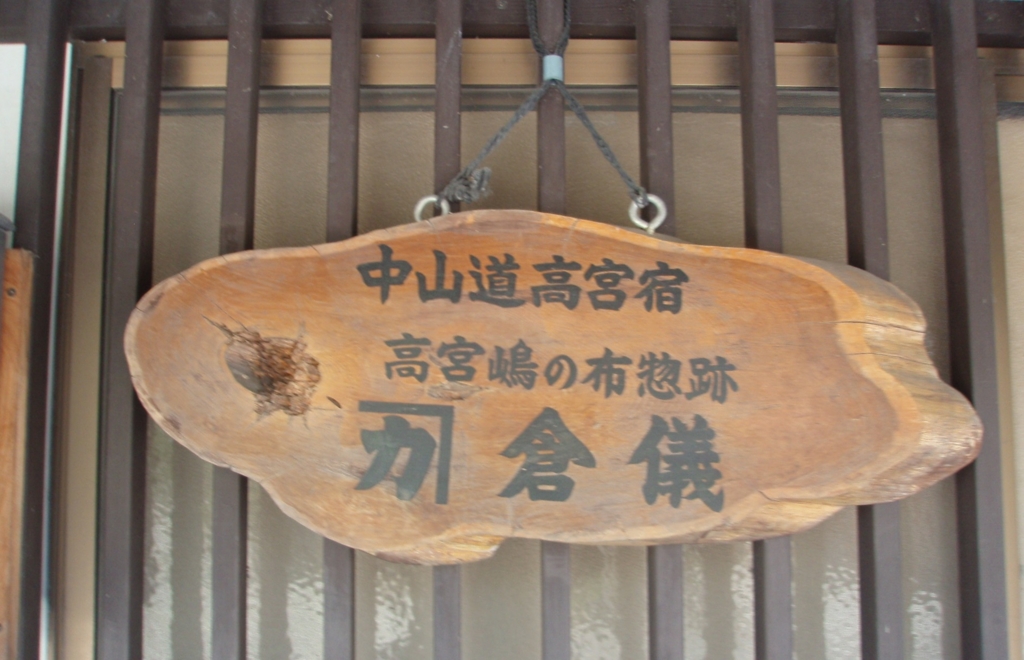 中山道高宮宿
高宮嶋の布惣跡
カ 倉 儀